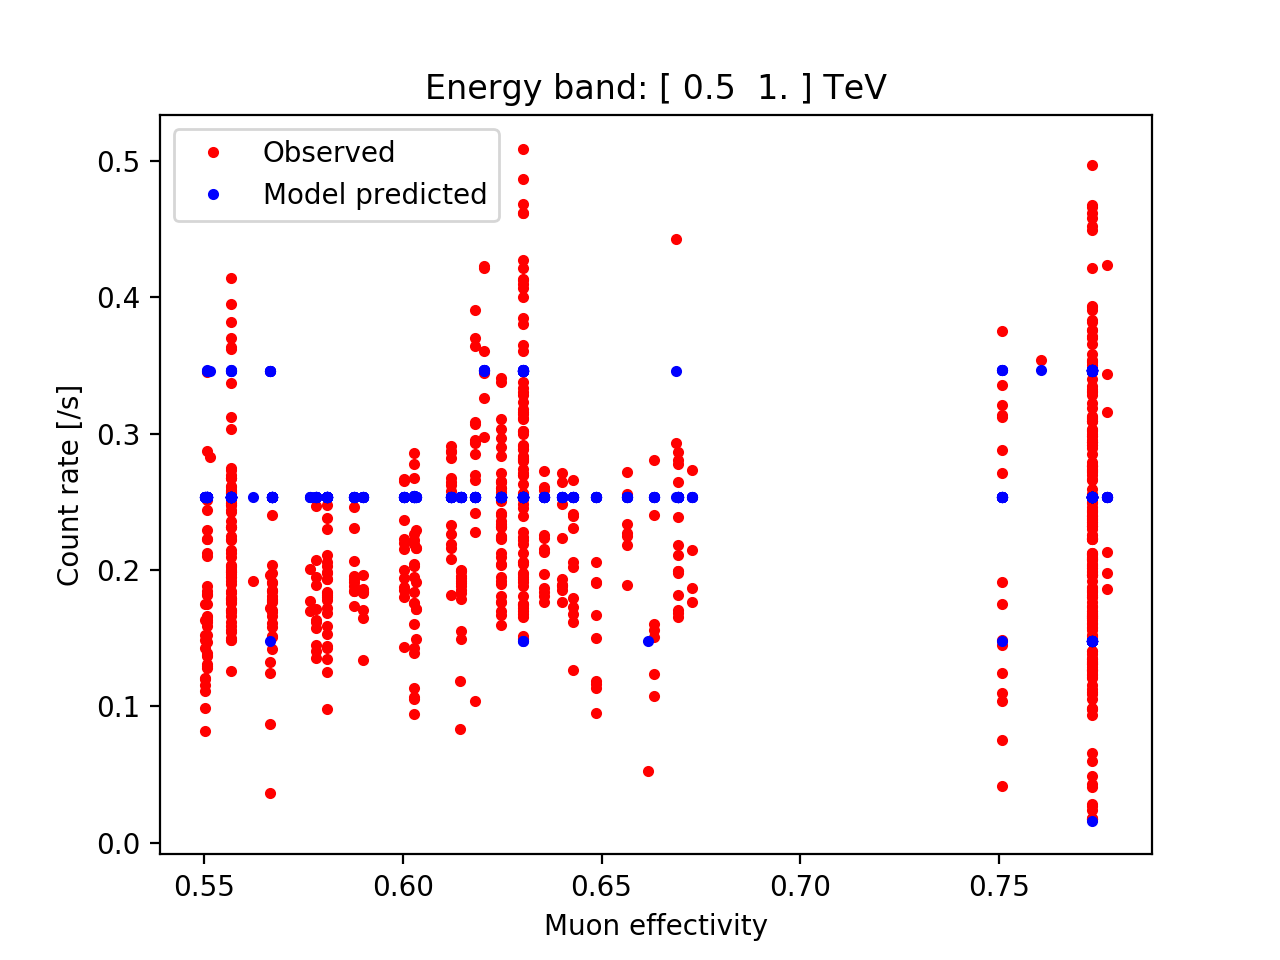 Energy band: [ 0.5  1. ] TeV
Observed
Model predicted
Count rate [/s]
0.5
0.4
0.3
0.2
0.1
0.0
0.55
0.60
0.65
0.70
0.75
Muon effectivity